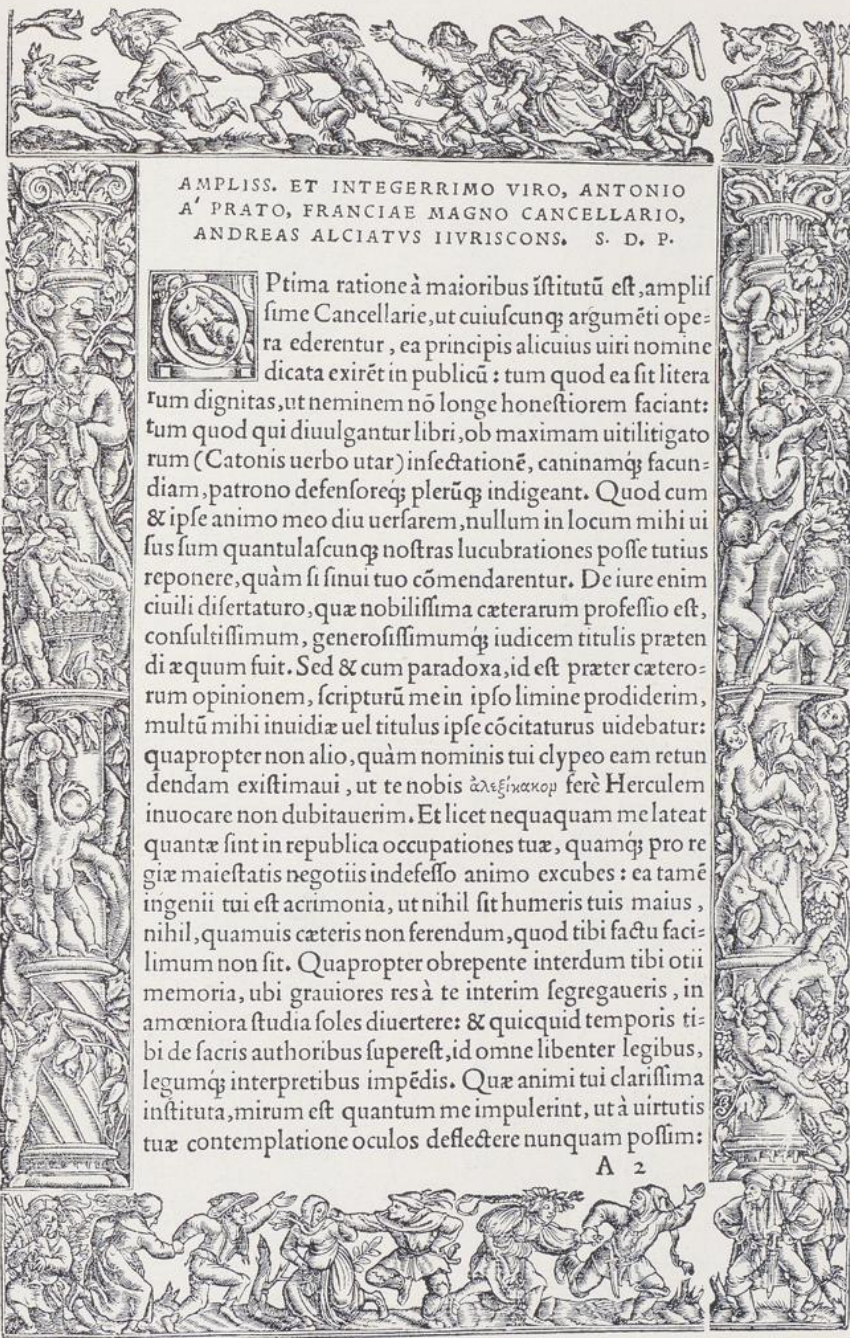 AMPLISS. ET INTEGERRIMO VIRO, ANTONIO
A' PRATO, FRANCIAE MAGNO CANCELLARIO,
ANDREAS ALCIATVS IIVRISCONS. S. D. P.
OPtima ratione à maioribus ĩſtitutũ eſt, ampliſ
ſime Cancellarie, ut cuiuſcunꝗ argumẽti ope=
ra ederentur, ea principis alicuius uiri nomine
dicata exirẽt in publicũ: tum quod ea ſit litera
rum dignitas, ut neminem nõ longe honeſtiorem faciant:
tum quod qui diuulgantur libri, ob maximam uitilitigato
rum (Catonis uerbo utar) inſectationẽ, caninamꝗ́; facun=
diam, patrono defenſoreꝗ́; plerũꝗ indigeant. Quod cum
& ipſe animo meo diu uerſarem, nullum in locum mihi ui
ſus ſum quantulaſcunꝗ noſtras lucubrationes poſſe tutius
reponere, quàm ſi ſinui tuo cõmendarentur. De iure enim
ciuili diſertaturo, quæ nobiliſſima cæterarum profeſſio eſt,
conſultiſſimum, generoſiſſimumꝗ́; iudicem titulis præten
di æquum fuit. Sed & cum paradoxa, id eſt præter cætero=
rum opinionem, ſcripturũ me in ipſo limine prodiderim,
multũ mihi inuidiæ uel titulus ipſe cõcitaturus uidebatur:
quapropter non alio, quàm nominis tui clypeo eam retun
dendam exiſtimaui, ut te nobis ἀλεξίκακομ ferè Herculem
inuocare non dubitauerim. Et licet nequaquam me lateat
quantæ ſint in republica occupationes tuæ, quamꝗ́; pro re
giæ maieſtatis negotiis indefeſſo animo excubes: ea tamẽ
ingenii tui eſt acrimonia, ut nihil ſit humeris tuis maius,
nihil, quamuis cæteris non ferendum, quod tibi factu faci=
limum non ſit. Quapropter obrepente interdum tibi otii
memoria, ubi grauiores res à te interim ſegregaueris, in
amœniora ſtudia ſoles diuertere: & quicquid temporis ti=
bi de ſacris authoribus ſupereſt, id omne libenter legibus,
legumꝗ́; interpretibus impẽdis. Quæ animi tui clariſſima
inſtituta, mirum eſt quantum me impulerint, ut à uirtutis
tuæ contemplatione oculos deflectere nunquam poſſim:
A 2